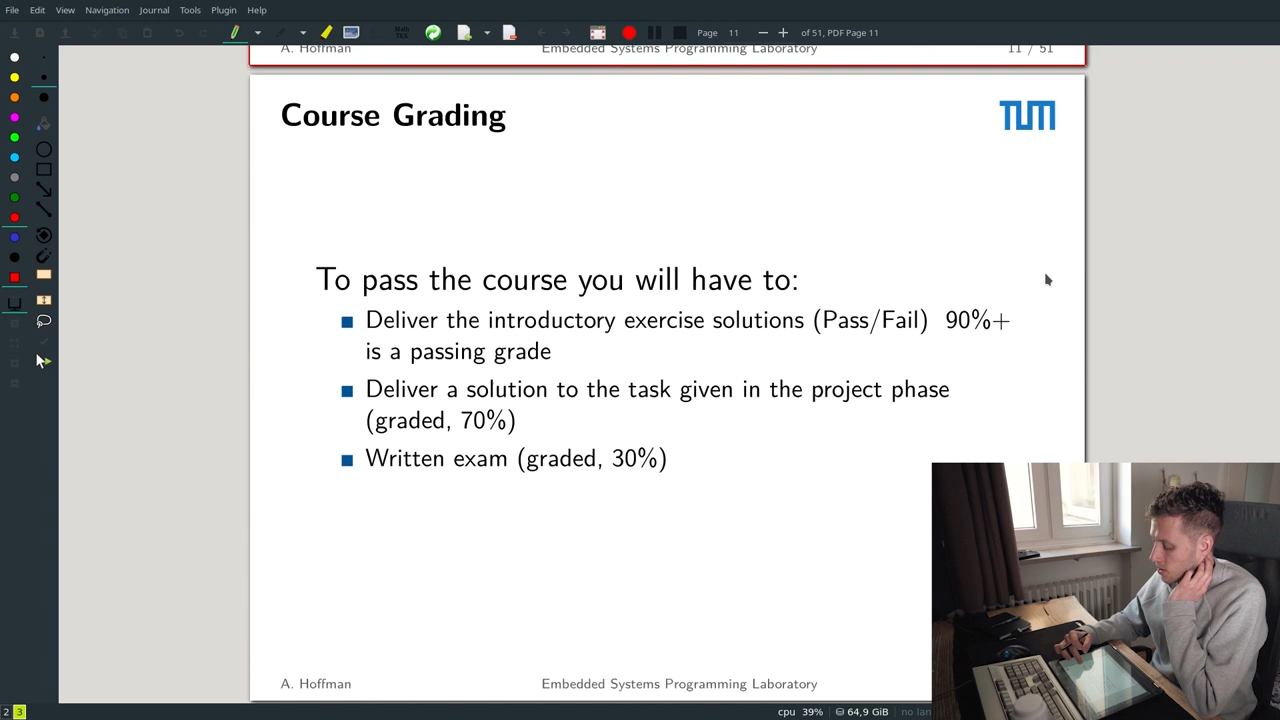 File Edit View Navigation Journal Tools Plugin Help
Page 11 of 51, PDF Page 11
A. Hoffman Embedded Systems Programming Laboratory 11 / 51
Course Grading
TUM
To pass the course you will have to:
Deliver the introductory exercise solutions (Pass/Fail) 90%+
is a passing grade
Deliver a solution to the task given in the project phase
(graded, 70%)
Written exam (graded, 30%)
A. Hoffman Embedded Systems Programming Laboratory
2 3 cpu 39% 64,9 GiB no lan